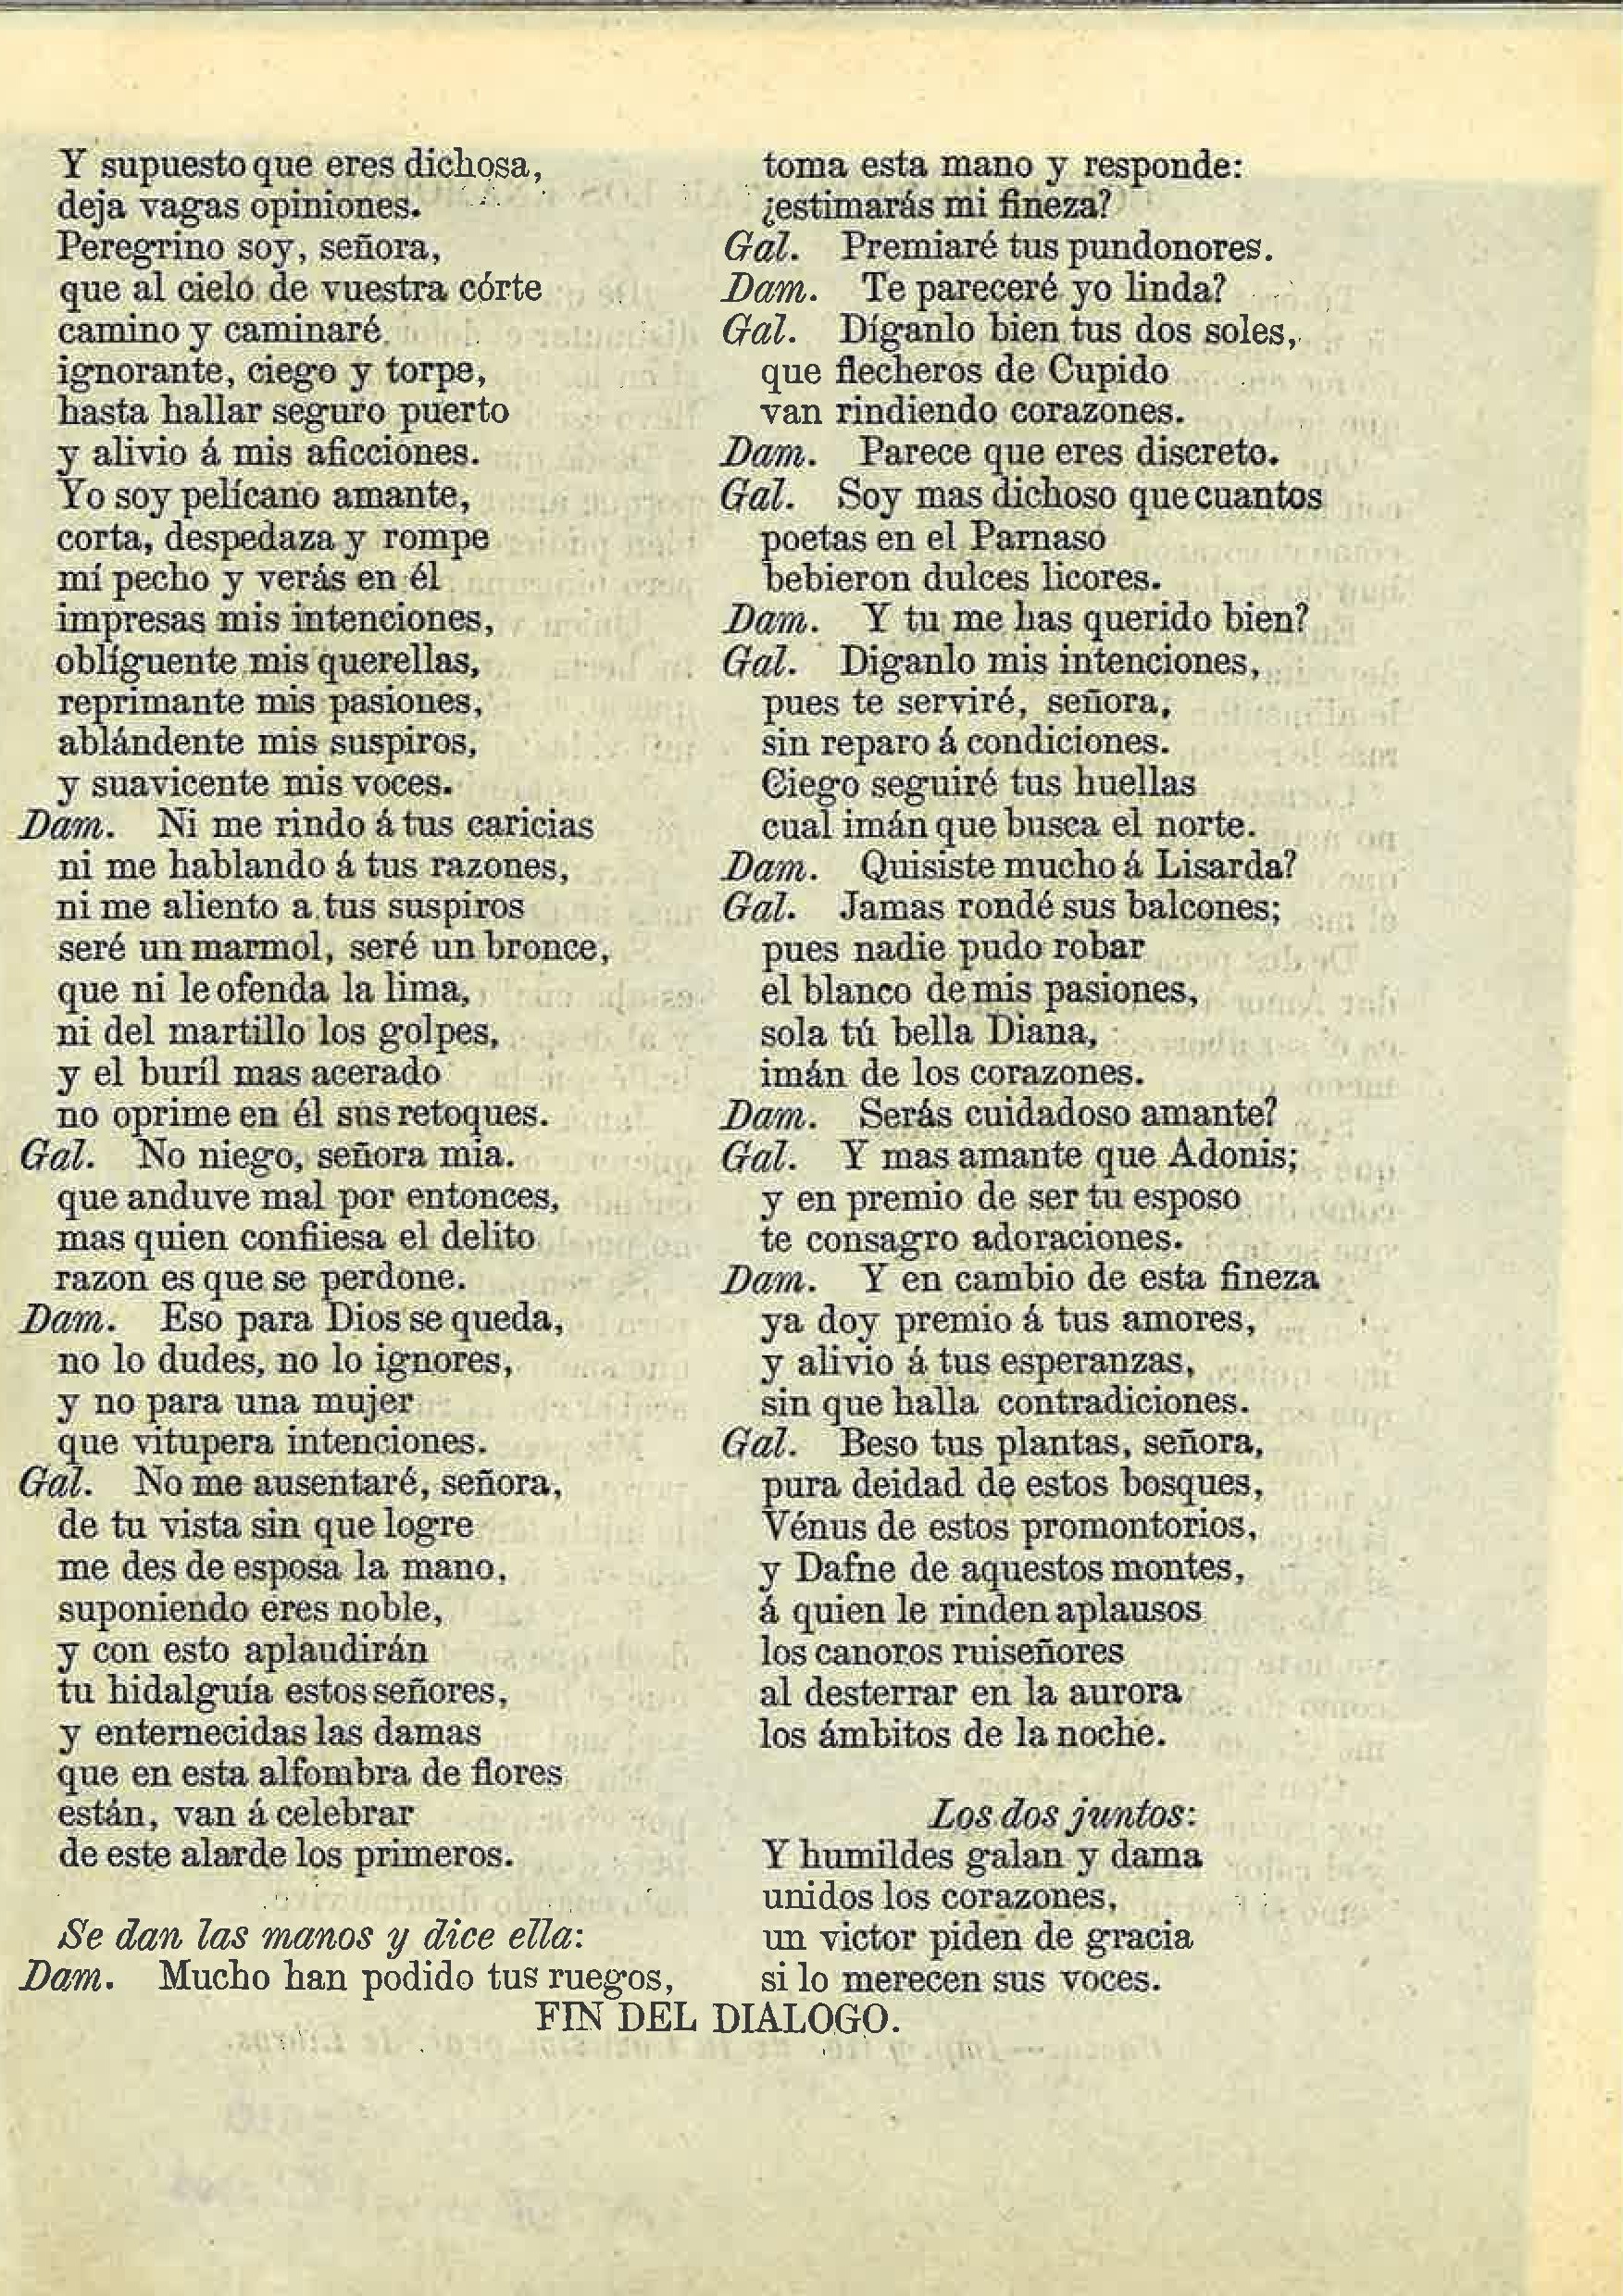 Y supuesto que eres dichosa,
deja vagas opiniones.
Peregrino soy, señora,
que al cielo de vuestra córte
camino y caminaré
ignorante, ciego y torpe,
hasta hallar seguro puerto
y alivio á mis aficciones.
Yo soy pelícano amante,
corta, despedaza y rompe
mí pecho y verás en él
impresas mis intenciones,
oblíguente mis querellas,
reprimante mis pasiones,
ablándente mis suspiros,
y suavicente mis voces.
Dam. Ni me rindo á tus caricias
ni me hablando á tus razones,
ni me aliento a tus suspiros
seré un marmol, seré un bronce,
que ni le ofenda la lima,
ni del martillo los golpes,
y el buríl mas acerado
no oprime en él sus retoques.
Gal. No niego, señora mia.
que anduve mal por entonces,
mas quien confiiesa el delito
razon es que se perdone.
Dam. Eso para Dios se queda,
no lo dudes, no lo ignores,
y no para una mujer
que vitupera intenciones.
Gal. No me ausentaré, señora,
de tu vista sin que logre
me des de esposa la mano,
suponiendo eres noble,
y con esto aplaudirán
tu hidalguía estos señores,
y enternecidas las damas
que en esta alfombra de flores
están, van á celebrar
de este alarde los primeros.
Se dan las manos y dice ella:
Dam. Mucho han podido tus ruegos,
toma esta mano y responde:
¿estimarás mi fineza?
Gal. Premiaré tus pundonores.
Dam. Te pareceré yo linda?
Gal. Díganlo bien tus dos soles,
que flecheros de Cupido
van rindiendo corazones.
Dam. Parece que eres discreto.
Gal. Soy mas dichoso que cuantos
poetas en el Parnaso
bebieron dulces licores.
Dam. Y tu me has querido bien?
Gal. Diganlo mis intenciones,
pues te serviré, señora,
sin reparo á condiciones.
Ciego seguiré tus huellas
cual imán que busca el norte.
Dam. Quisiste mucho á Lisarda?
Gal. Jamas rondé sus balcones;
pues nadie pudo robar
el blanco de mis pasiones,
sola tú bella Diana,
imán de los corazones.
Dam. Serás cuidadoso amante?
Gal. Y mas amante que Adonis;
y en premio de ser tu esposo
te consagro adoraciones.
Dam. Y en cambio de esta fineza
ya doy premio á tus amores,
y alivio á tus esperanzas,
sin que halla contradiciones.
Gal. Beso tus plantas, señora,
pura deidad de estos bosques,
Vénus de estos promontorios,
y Dafne de aquestos montes,
á quien le rinden aplausos
los canoros ruiseñores
al desterrar en la aurora
los ámbitos de la noche.
Los dos juntos:
Y humildes galan y dama
unidos los corazones,
un victor piden de gracia
si lo merecen sus voces.
FIN DEL DIALOGO.